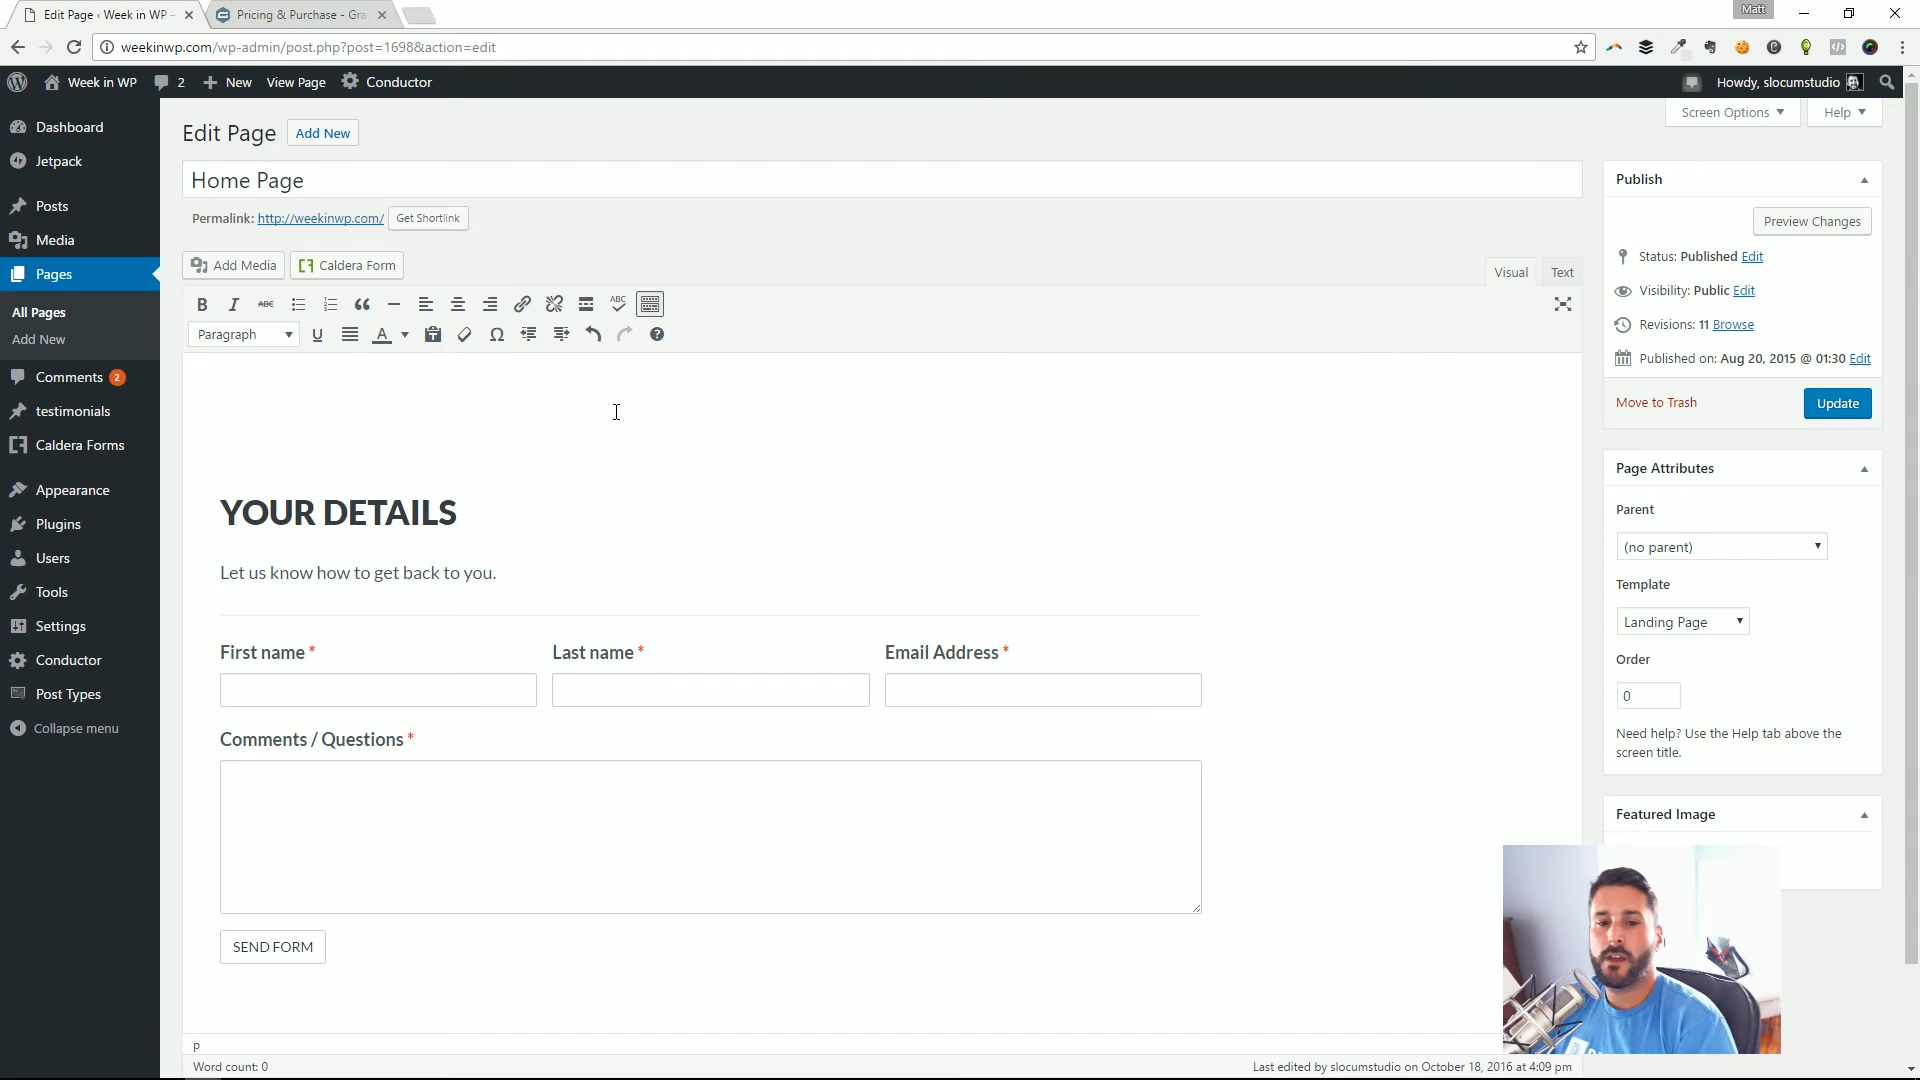 Edit Page ‹ Week in WP –
Pricing & Purchase - Gra
Matt
weekinwp.com/wp-admin/post.php?post=1698&action=edit
Week in WP
2
New
View Page
Conductor
Howdy, slocumstudio
Screen Options
Help
Dashboard
Jetpack
Posts
Media
Pages
All Pages
Add New
Comments 2
testimonials
Caldera Forms
Appearance
Plugins
Users
Tools
Settings
Conductor
Post Types
Collapse menu
Edit Page
Add New
Home Page
Permalink: http://weekinwp.com/
Get Shortlink
Add Media
Caldera Form
Visual
Text
B I ABC ABC
Paragraph
U A Ω
YOUR DETAILS
Let us know how to get back to you.
First name *
Last name *
Email Address *
Comments / Questions *
SEND FORM
p
Word count: 0
Last edited by slocumstudio on October 18, 2016 at 4:09 pm
Publish
Preview Changes
Status: Published Edit
Visibility: Public Edit
Revisions: 11 Browse
Published on: Aug 20, 2015 @ 01:30 Edit
Move to Trash
Update
Page Attributes
Parent
(no parent)
Template
Landing Page
Order
0
Need help? Use the Help tab above the
screen title.
Featured Image